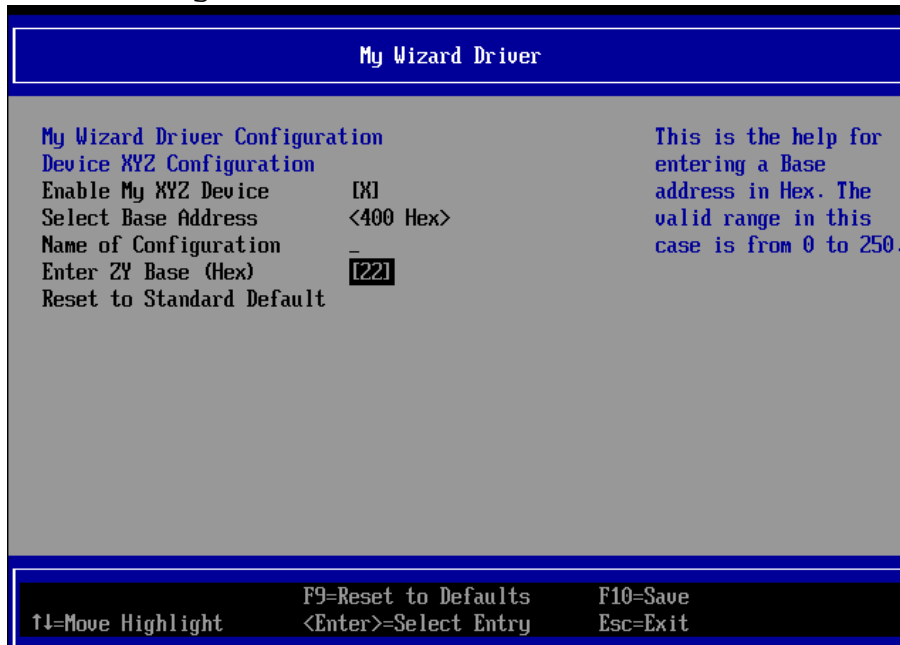 My Wizard Driver
My Wizard Driver Configuration
Device XYZ Configuration
Enable My XYZ Device [X]
Select Base Address <400 Hex>
Name of Configuration _
Enter ZY Base (Hex) [22]
Reset to Standard Default
This is the help for
entering a Base
address in Hex. The
valid range in this
case is from 0 to 250.
F9=Reset to Defaults F10=Save
↑↓=Move Highlight <Enter>=Select Entry Esc=Exit